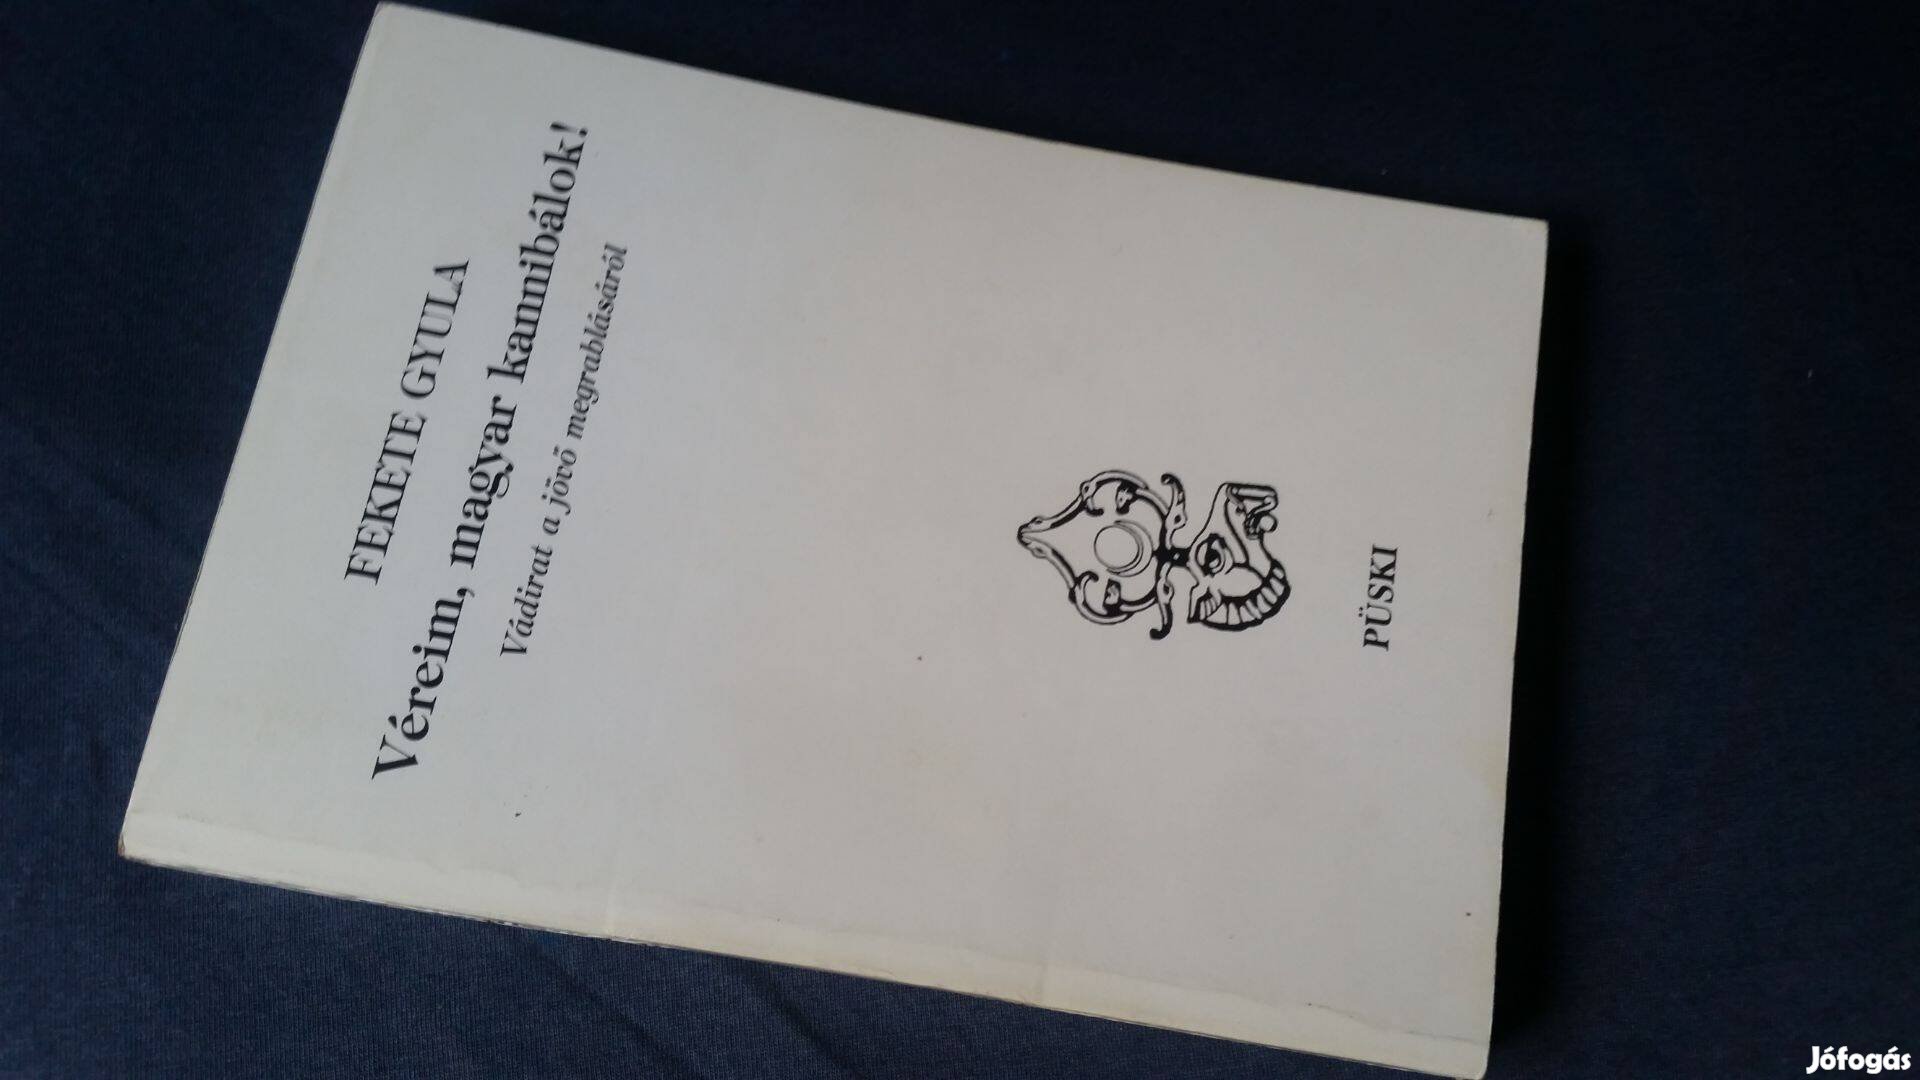 FEKETE GYULA
Véreim, magyar kannibálok!
Vádirat a jövő megrablásáról
PÜSKI
Jófogás